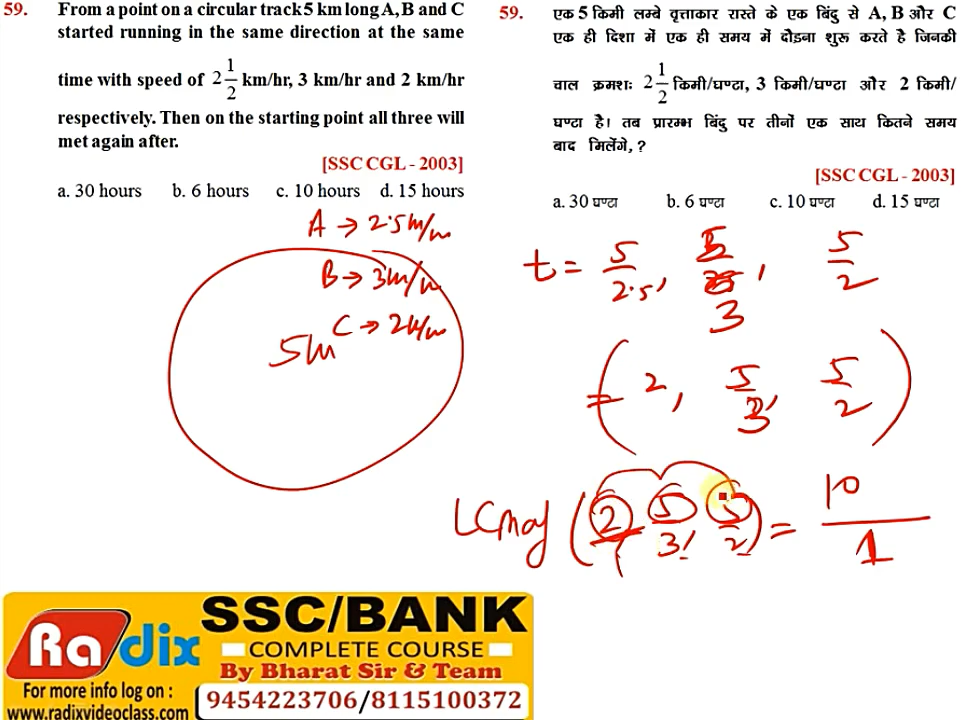 59. From a point on a circular track 5 km long A, B and C
started running in the same direction at the same
time with speed of 2 1/2 km/hr, 3 km/hr and 2 km/hr
respectively. Then on the starting point all three will
met again after.
[SSC CGL - 2003]
a. 30 hours b. 6 hours c. 10 hours d. 15 hours
59. एक 5 किमी लम्बे वृत्ताकार रास्ते के एक बिंदु से A, B और C
एक ही दिशा में एक ही समय में दौड़ना शुरू करते है जिनकी
चाल क्रमशः 2 1/2 किमी/घण्टा, 3 किमी/घण्टा और 2 किमी/
घण्टा है। तब प्रारम्भ बिंदु पर तीनों एक साथ कितने समय
बाद मिलेंगे, ?
[SSC CGL - 2003]
a. 30 घण्टा b. 6 घण्टा c. 10 घण्टा d. 15 घण्टा
A → 2.5
B → 3
C → 2
5
t = 5/2.5, 5/3, 5/2
= (2, 5/3, 5/2)
LCM of (2/1 5/3, 5/2) = 10/1
Radix
For more info log on :
www.radixvideoclass.com
SSC/BANK
COMPLETE COURSE
By Bharat Sir & Team
9454223706/8115100372